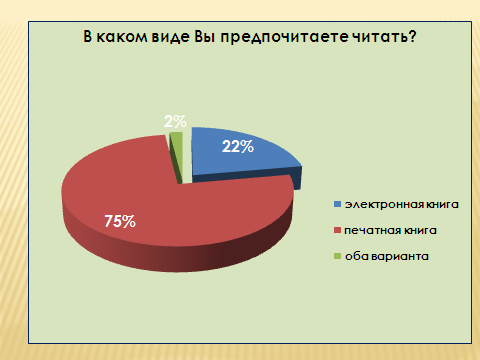 В каком виде Вы предпочитаете читать?
2%
22%
75%
электронная книга
печатная книга
оба варианта